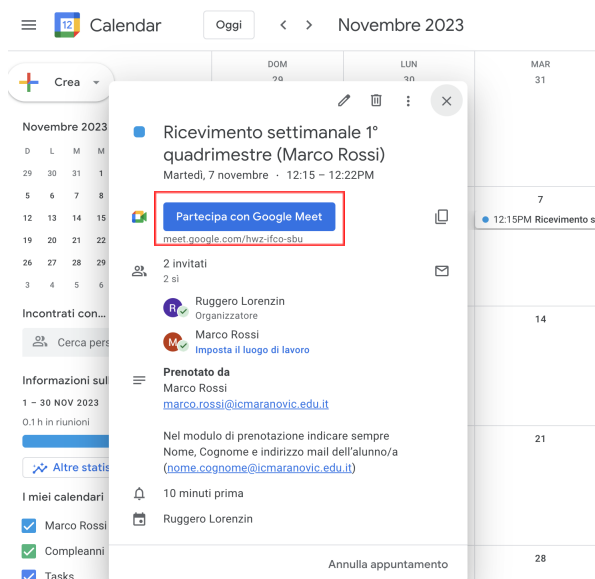 12
Calendar
Oggi
Novembre 2023
DOM
29
LUN
30
MAR
31
Crea
Novembre 2023
D L M M
29 30 31 1
5 6 7 8
12 13 14 15
19 20 21 22
26 27 28 29
3 4 5 6
Incontrati con...
Cerca pers
Informazioni sul
1 – 30 NOV 2023
0.1 h in riunioni
Altre statis
I miei calendari
Marco Rossi
Compleanni
Tasks
Ricevimento settimanale 1°
quadrimestre (Marco Rossi)
Martedì, 7 novembre · 12:15 – 12:22PM
Partecipa con Google Meet
meet.google.com/hwz-ifco-sbu
2 invitati
2 sì
R
Ruggero Lorenzin
Organizzatore
M
Marco Rossi
Imposta il luogo di lavoro
Prenotato da
Marco Rossi
marco.rossi@icmaranovic.edu.it
Nel modulo di prenotazione indicare sempre
Nome, Cognome e indirizzo mail dell'alunno/a
(nome.cognome@icmaranovic.edu.it)
10 minuti prima
Ruggero Lorenzin
Annulla appuntamento
7
12:15PM Ricevimento s
14
21
28